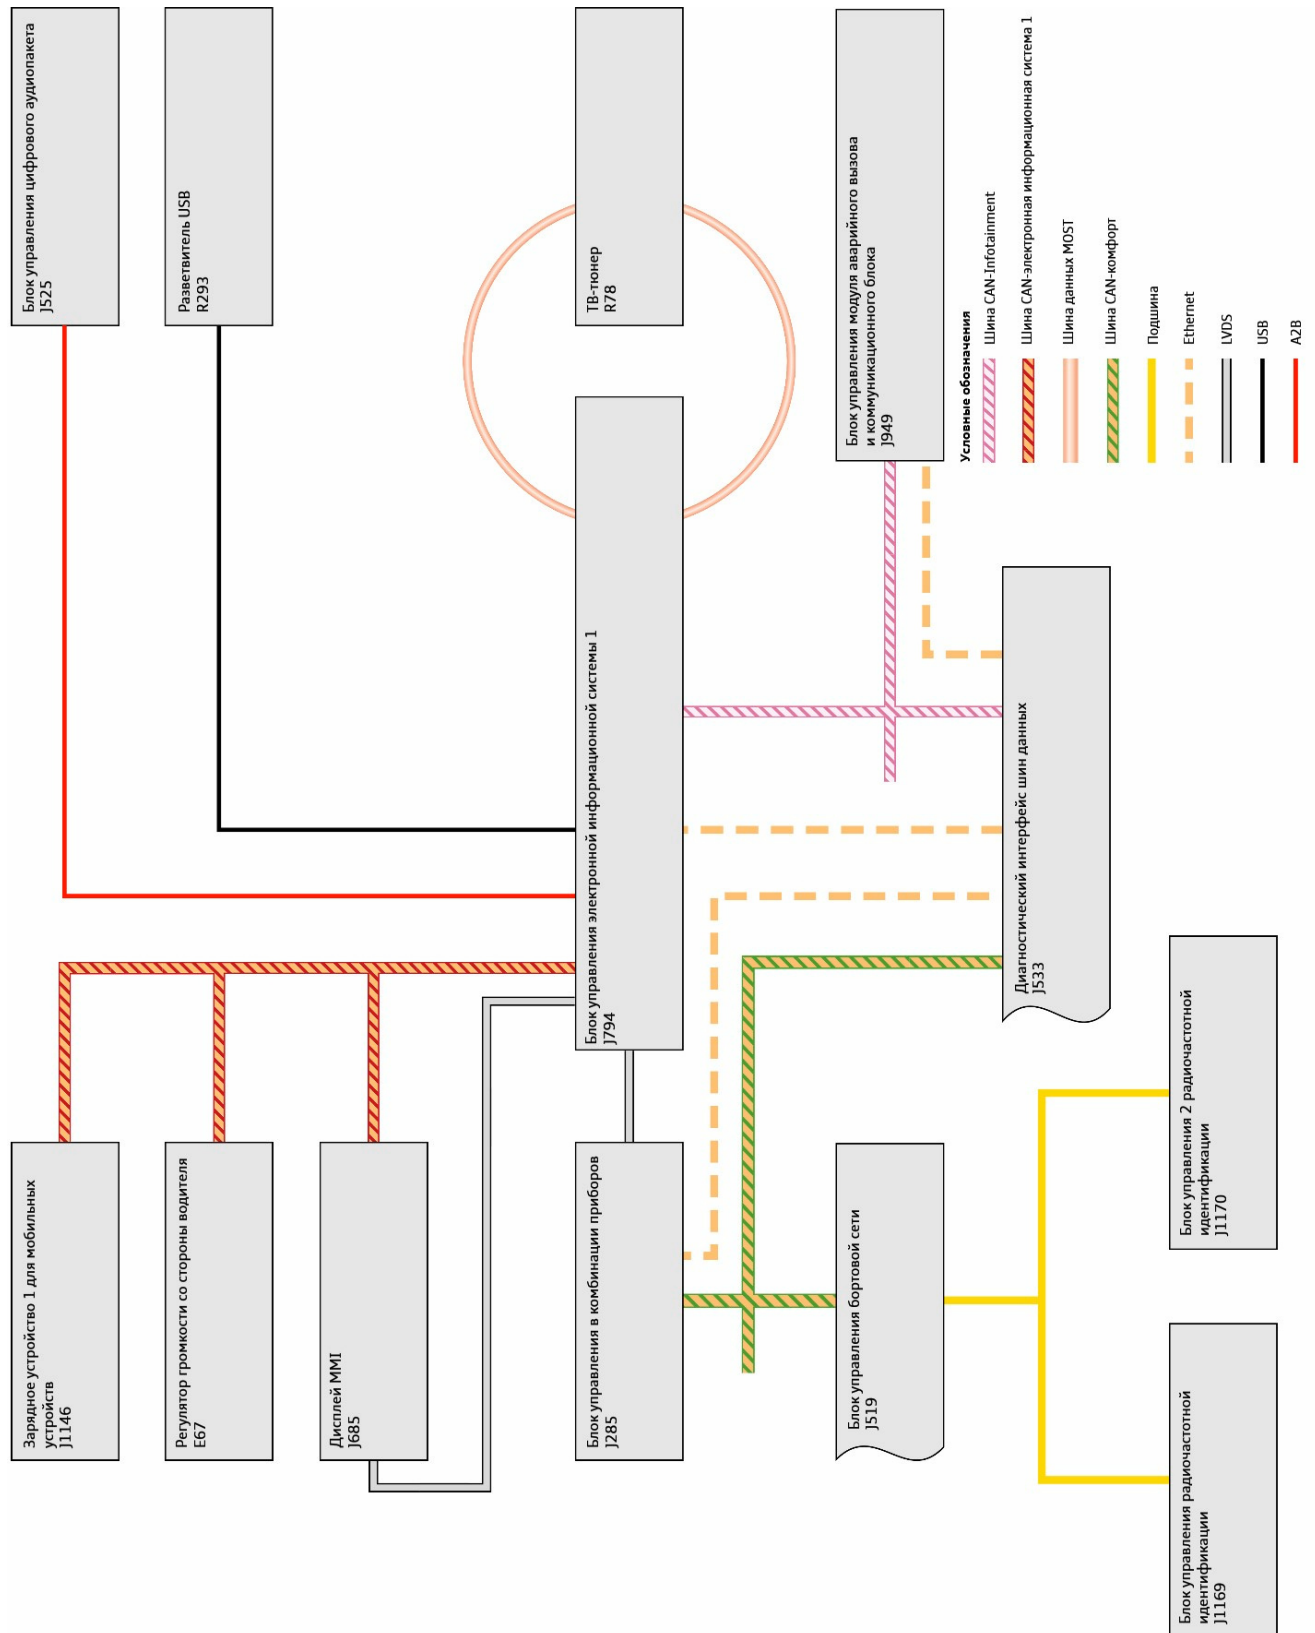 Зарядное устройство 1 для мобильных
устройств
J1146
Блок управления цифрового аудиопакета
J525
Регулятор громкости со стороны водителя
E67
Разветвитель USB
R293
Дисплей MMI
J685
Блок управления в комбинации приборов
J285
Блок управления электронной информационной системы 1
J794
ТВ-тюнер
R78
Блок управления бортовой сети
J519
Блок управления модуля аварийного вызова
и коммуникационного блока
J949
Диагностический интерфейс шин данных
J533
Блок управления радиочастотной
идентификации
J1169
Блок управления 2 радиочастотной
идентификации
J1170
Условные обозначения
Шина CAN-Infotainment
Шина CAN-электронная информационная система 1
Шина данных MOST
Шина CAN-комфорт
Подшина
Ethernet
LVDS
USB
A2B